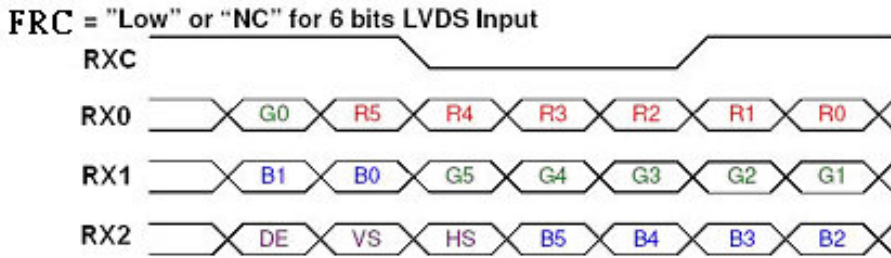 FRC = "Low" or “NC” for 6 bits LVDS Input
RXC
RX0 G0 R5 R4 R3 R2 R1 R0
RX1 B1 B0 G5 G4 G3 G2 G1
RX2 DE VS HS B5 B4 B3 B2